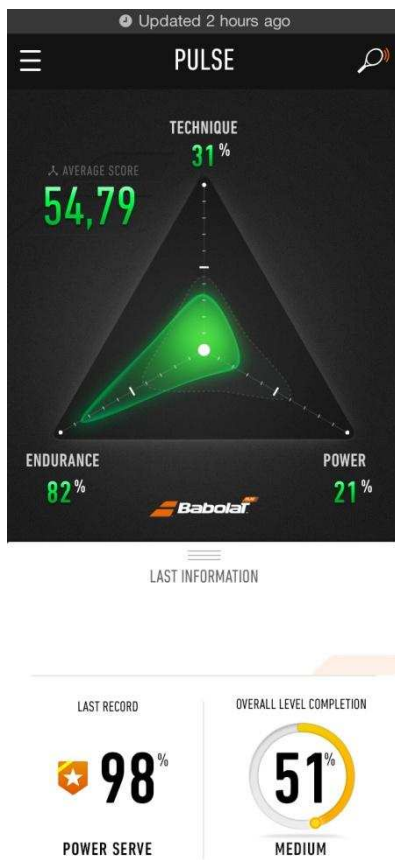 Updated 2 hours ago
PULSE
TECHNIQUE
31%
AVERAGE SCORE
54,79
ENDURANCE
82%
POWER
21%
Babolat
LAST INFORMATION
LAST RECORD
98%
POWER SERVE
OVERALL LEVEL COMPLETION
51%
MEDIUM